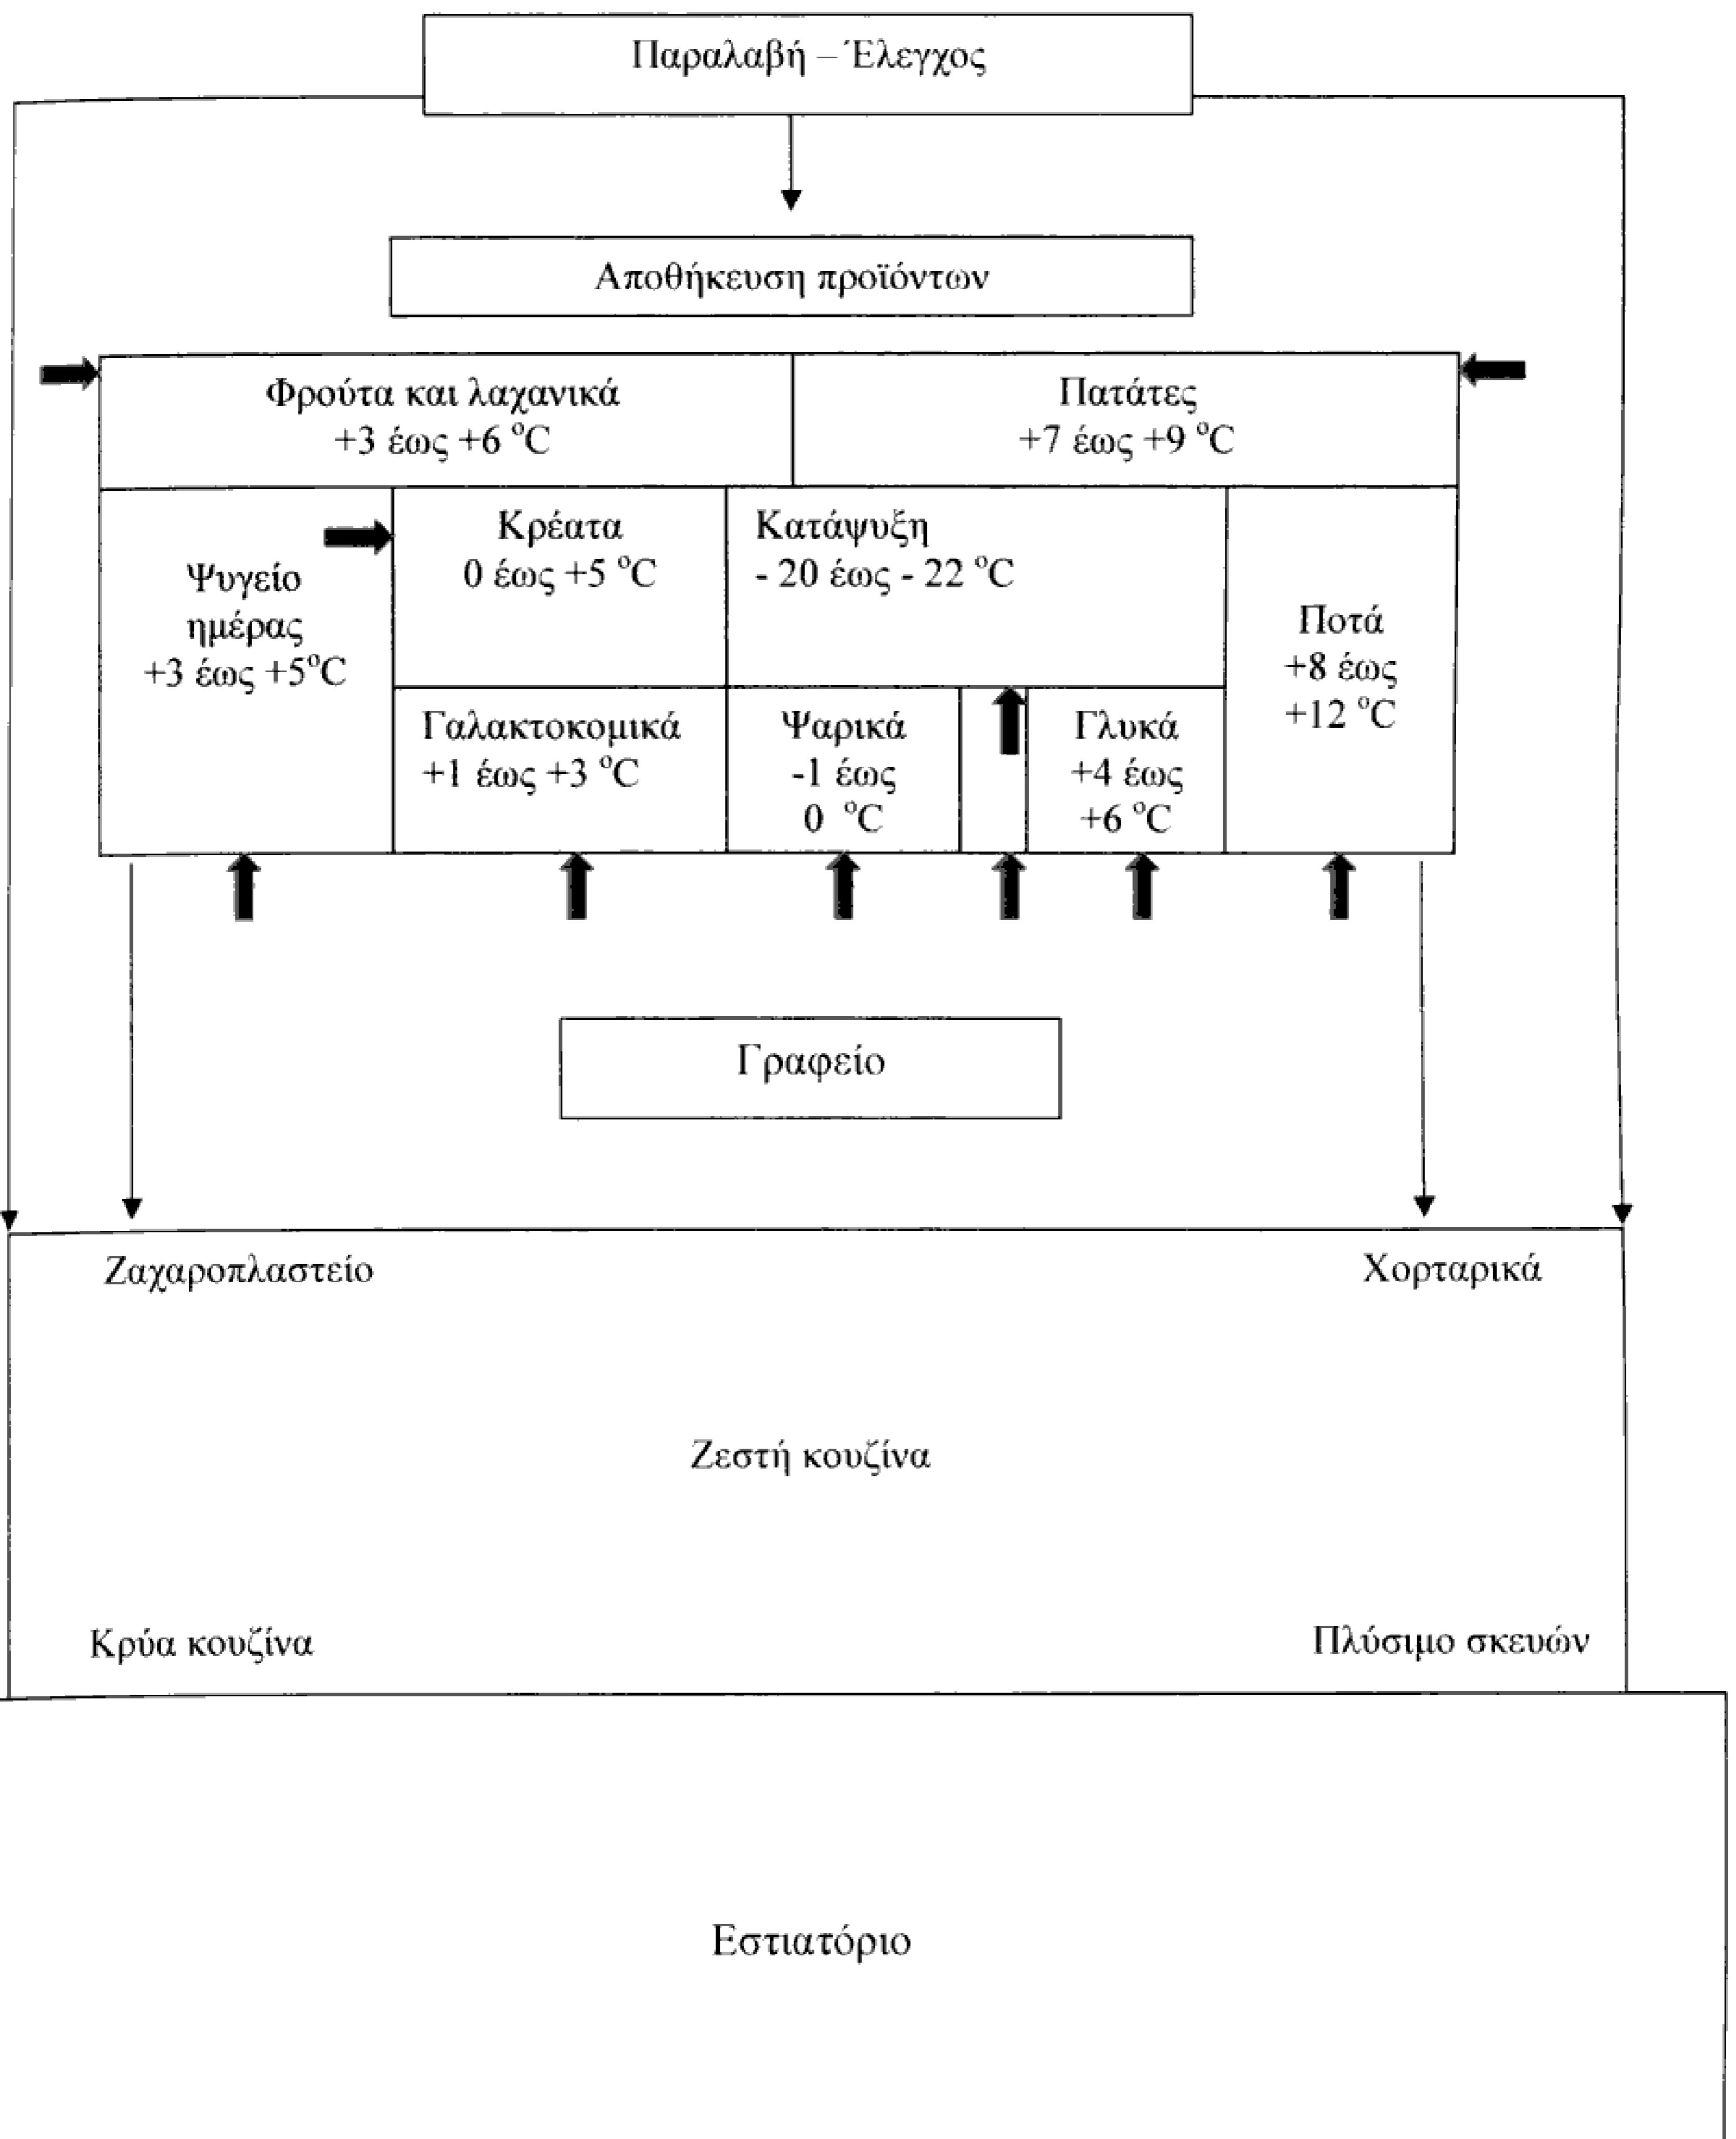 Παραλαβή – Έλεγχος
Αποθήκευση προϊόντων
Φρούτα και λαχανικά
+3 έως +6 °C
Πατάτες
+7 έως +9 °C
Ψυγείο
ημέρας
+3 έως +5°C
Κρέατα
0 έως +5 °C
Κατάψυξη
- 20 έως - 22 °C
Ποτά
+8 έως
+12 °C
Γαλακτοκομικά
+1 έως +3 °C
Ψαρικά
-1 έως
0 °C
Γλυκά
+4 έως
+6 °C
Γραφείο
Ζαχαροπλαστείο
Χορταρικά
Ζεστή κουζίνα
Κρύα κουζίνα
Πλύσιμο σκευών
Εστιατόριο